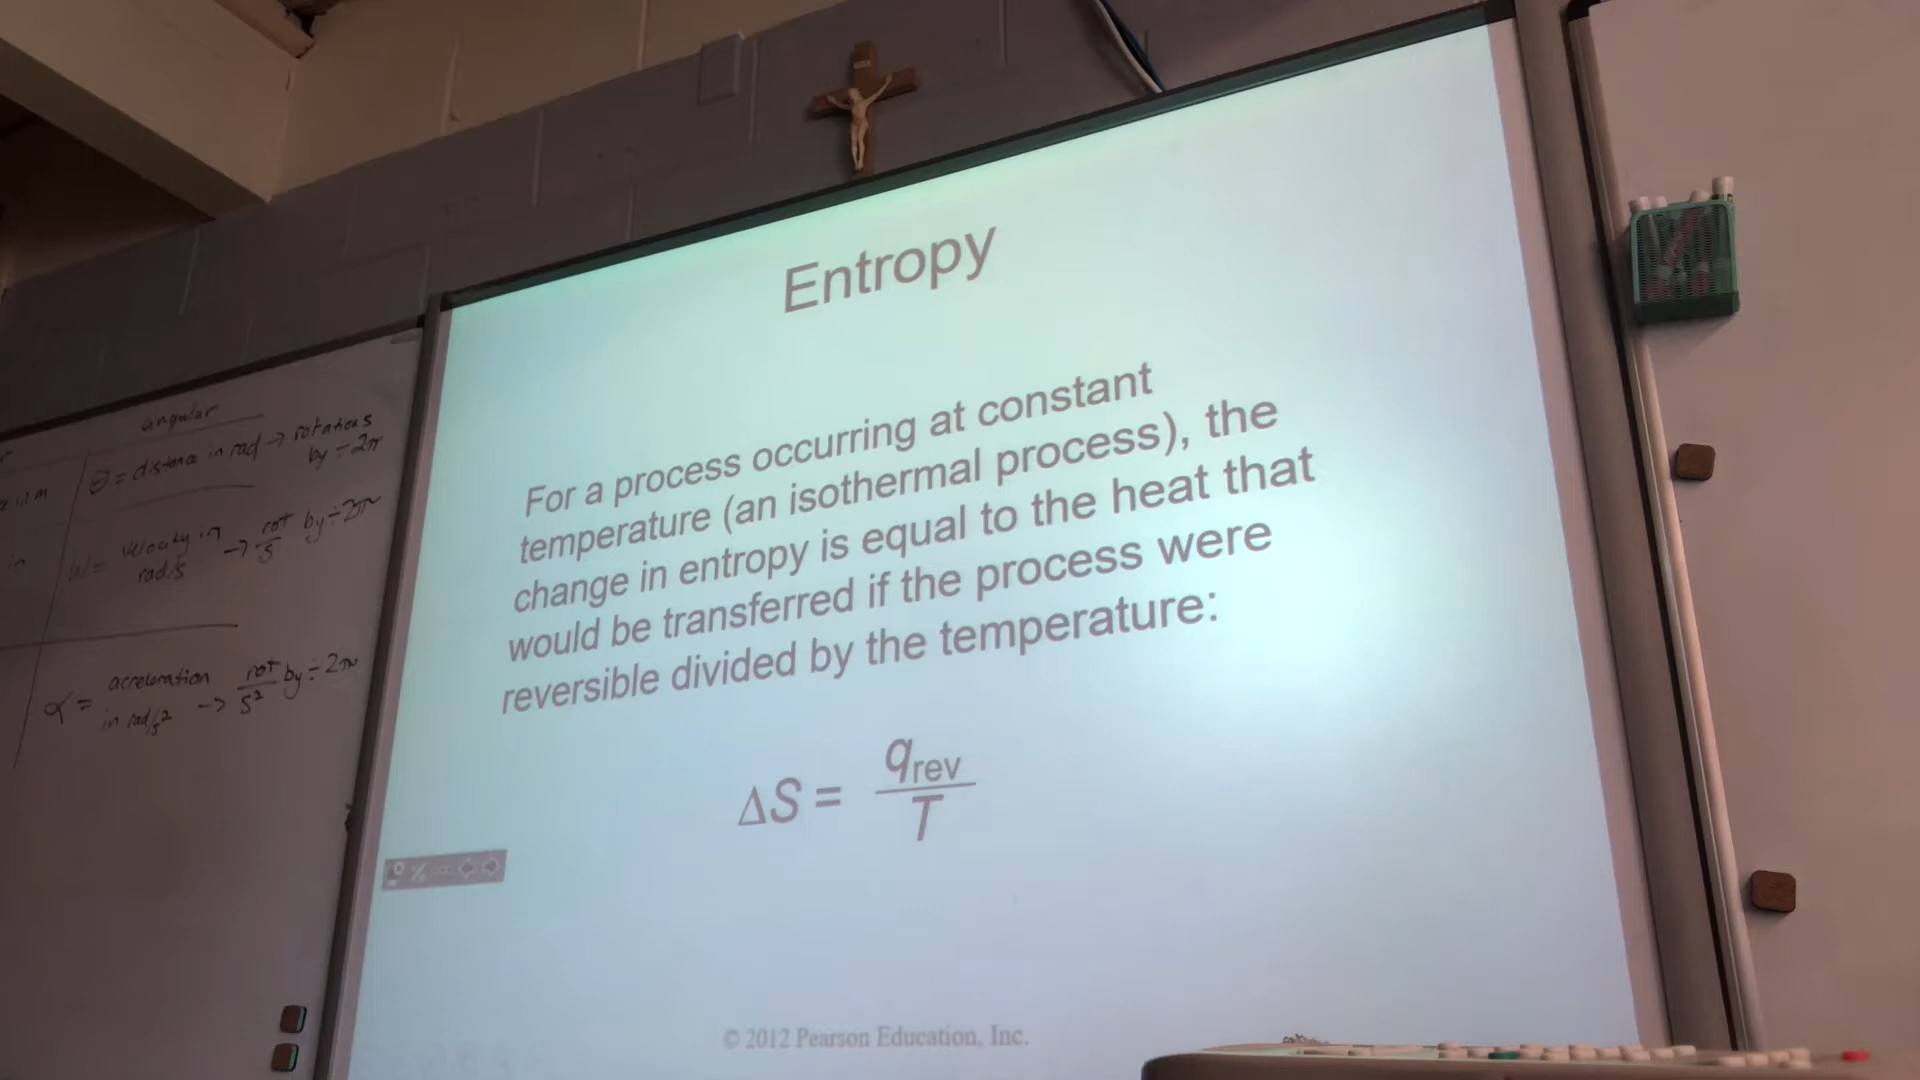 Entropy
For a process occurring at constant
temperature (an isothermal process), the
change in entropy is equal to the heat that
would be transferred if the process were
reversible divided by the temperature:
ΔS = qrev
T
© 2012 Pearson Education, Inc.
angular
θ = distance in rad → rotations
by ÷ 2π
in m
velocity in → rot by ÷ 2π
rad/s s
in
acceleration → rot by ÷ 2π
α = in rad/s² s²